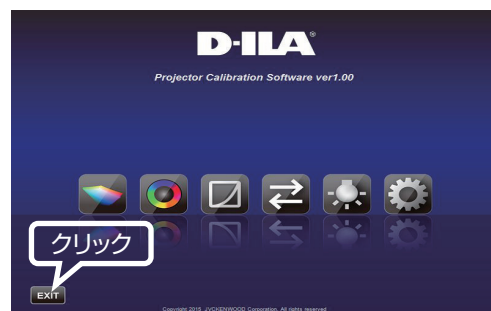 D-ILA®
Projector Calibration Software ver1.00
クリック
EXIT
Copyright 2015 JVCKENWOOD Corporation. All rights reserved